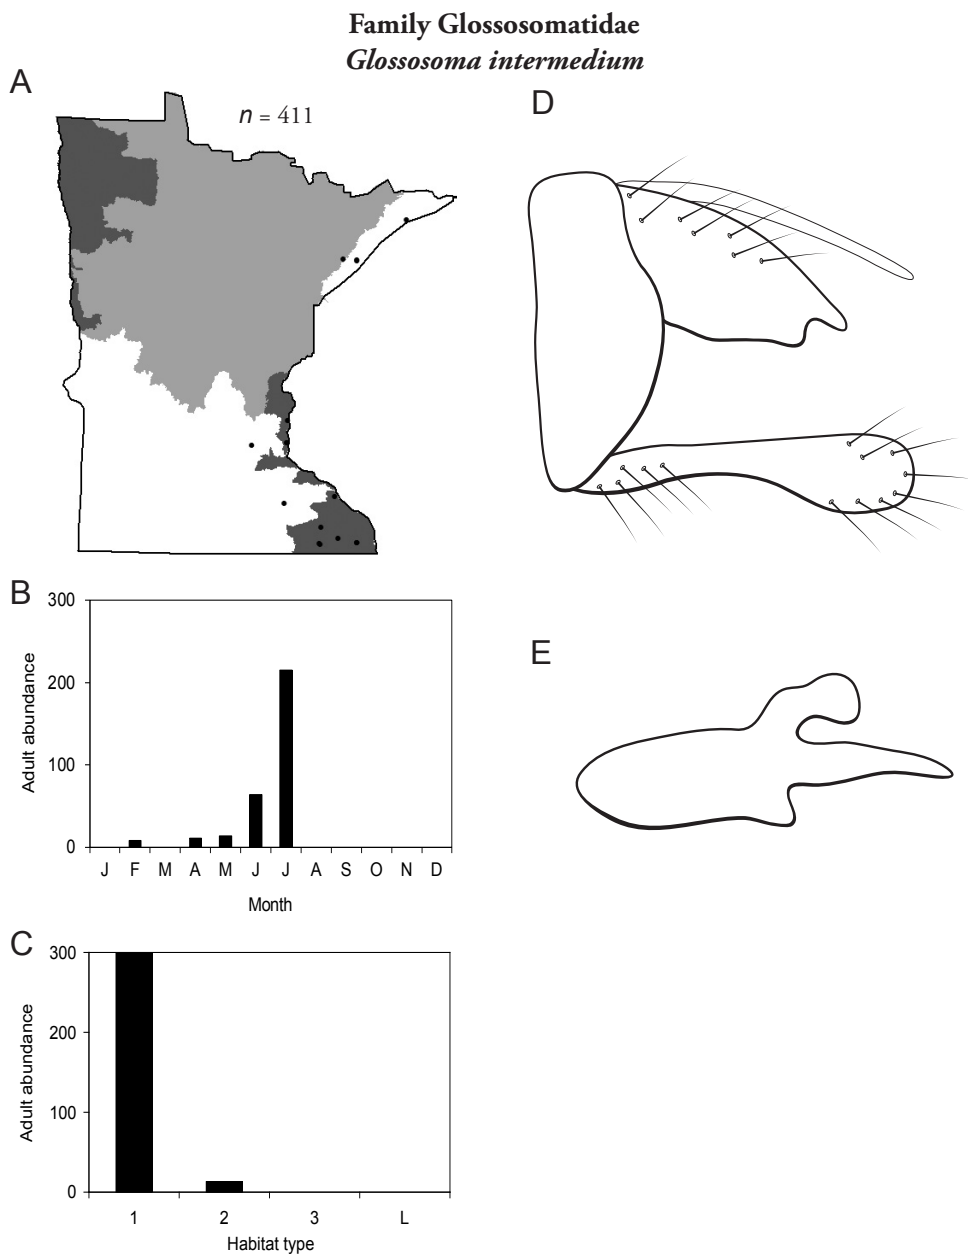 Family Glossosomatidae
Glossosoma intermedium
A
n = 411
D
B
300
200
100
0
Adult abundance
J F M A M J J A S O N D
Month
E
C
300
200
100
0
Adult abundance
1 2 3 L
Habitat type